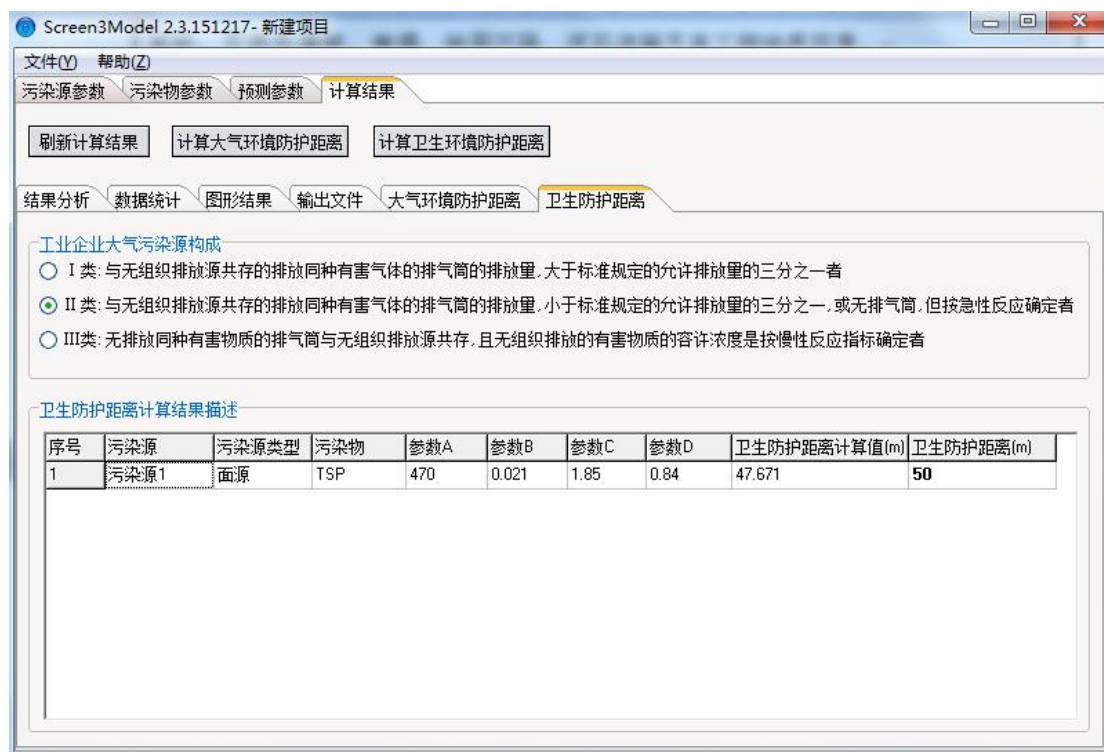 Screen3Model 2.3.151217- 新建项目
文件(Y) 帮助(Z)
污染源参数 污染物参数 预测参数 计算结果
刷新计算结果 计算大气环境防护距离 计算卫生环境防护距离
结果分析 数据统计 图形结果 输出文件 大气环境防护距离 卫生防护距离
工业企业大气污染源构成
I 类: 与无组织排放源共存的排放同种有害气体的排气筒的排放量,大于标准规定的允许排放量的三分之一者
II 类: 与无组织排放源共存的排放同种有害气体的排气筒的排放量,小于标准规定的允许排放量的三分之一,或无排气筒,但按急性反应确定者
III类: 无排放同种有害物质的排气筒与无组织排放源共存,且无组织排放的有害物质的容许浓度是按慢性反应指标确定者
卫生防护距离计算结果描述
序号 污染源 污染源类型 污染物 参数A 参数B 参数C 参数D 卫生防护距离计算值(m) 卫生防护距离(m)
1 污染源1 面源 TSP 470 0.021 1.85 0.84 47.671 50